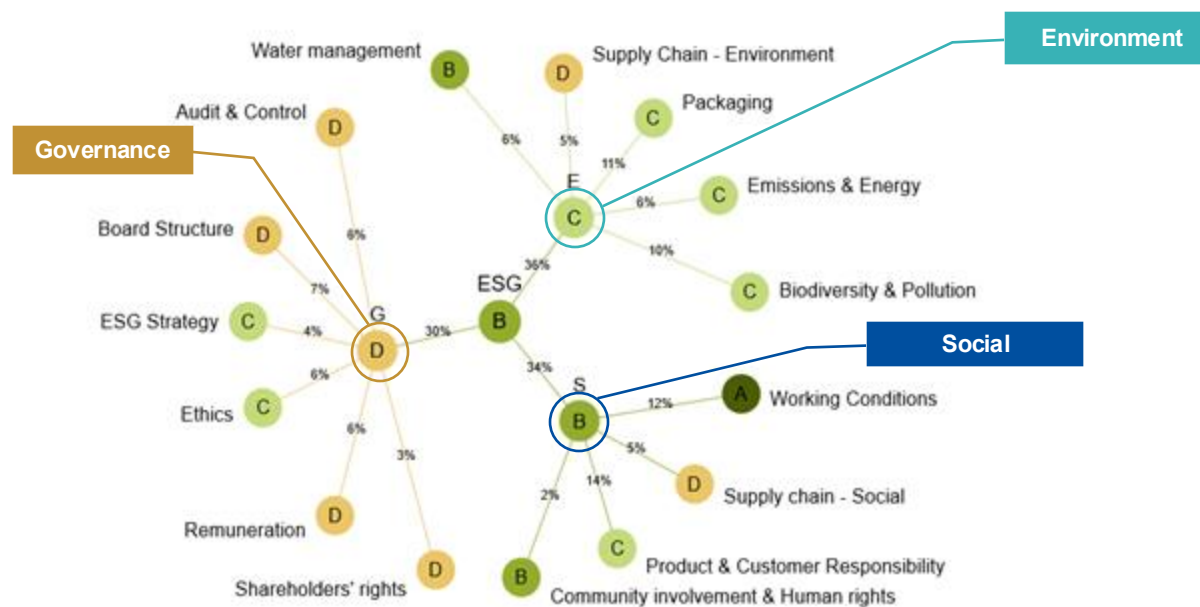 Environment
Water management
B
D
Supply Chain - Environment
Packaging
C
Audit & Control
D
Governance
6%
5%
11%
E
C
6%
C
Emissions & Energy
Board Structure
D
6%
10%
36%
C
Biodiversity & Pollution
7%
ESG
B
G
ESG Strategy
C
4%
D
30%
Social
34%
6%
Ethics
C
S
B
12%
A
Working Conditions
6%
3%
5%
D
Supply chain - Social
2%
14%
Remuneration
D
C
Product & Customer Responsibility
Shareholders' rights
D
B
Community involvement & Human rights